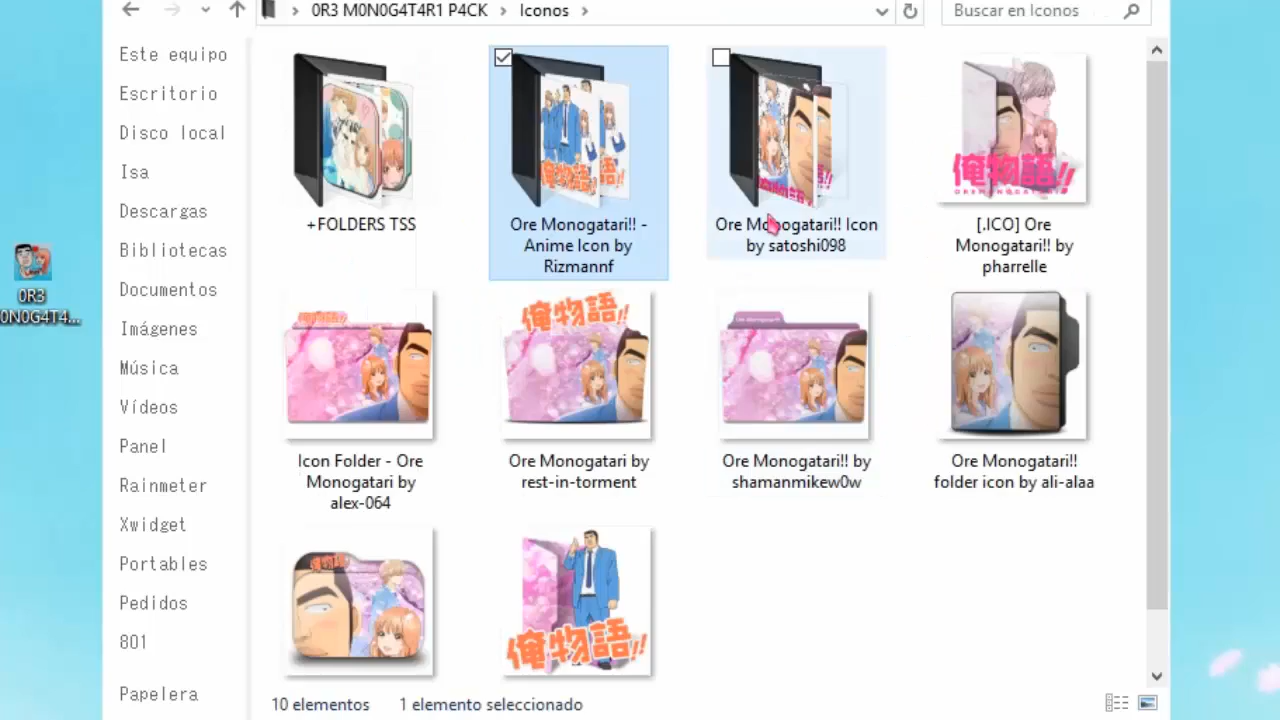 0R3 M0N0G4T4R1 P4CK
Iconos
Buscar en Iconos
Este equipo
Escritorio
Disco local
Isa
Descargas
Bibliotecas
Documentos
Imágenes
Música
Vídeos
Panel
Rainmeter
Xwidget
Portables
Pedidos
801
Papelera
0R3
0N0G4T4...
+FOLDERS TSS
Ore Monogatari!! -
Anime Icon by
Rizmannf
Ore Monogatari!! Icon
by satoshi098
俺物語!!
OREMONOGATARI
[.ICO] Ore
Monogatari!! by
pharrelle
Icon Folder - Ore
Monogatari by
alex-064
俺物語!!
Ore Monogatari by
rest-in-torment
Ore Monogatari!! by
shamanmikew0w
Ore Monogatari!!
folder icon by ali-alaa
俺物語!!
10 elementos
1 elemento seleccionado